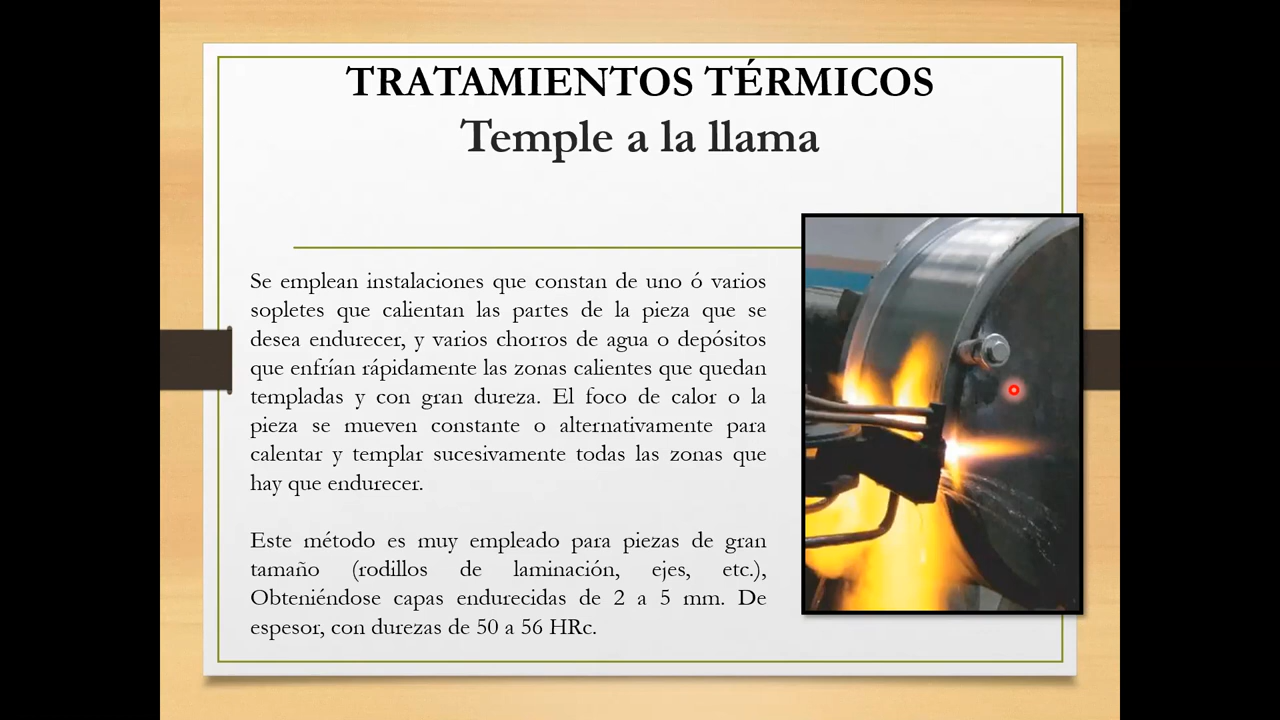 TRATAMIENTOS TÉRMICOS
Temple a la llama
Se emplean instalaciones que constan de uno ó varios
sopletes que calientan las partes de la pieza que se
desea endurecer, y varios chorros de agua o depósitos
que enfrían rápidamente las zonas calientes que quedan
templadas y con gran dureza. El foco de calor o la
pieza se mueven constante o alternativamente para
calentar y templar sucesivamente todas las zonas que
hay que endurecer.
Este método es muy empleado para piezas de gran
tamaño (rodillos de laminación, ejes, etc.),
Obteniéndose capas endurecidas de 2 a 5 mm. De
espesor, con durezas de 50 a 56 HRc.